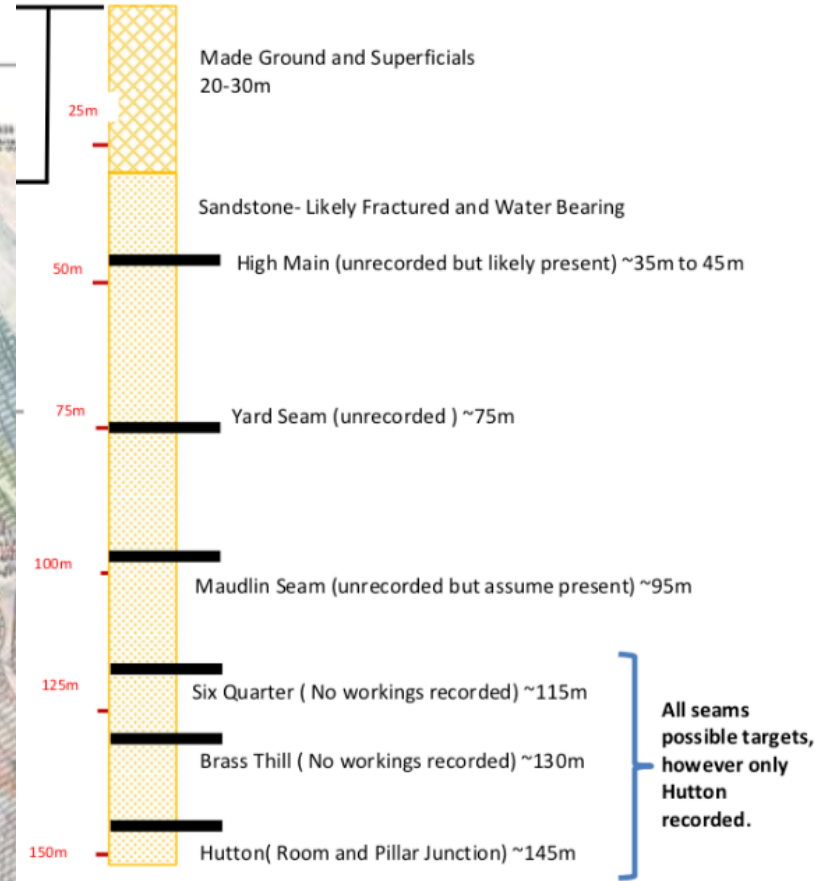 Made Ground and Superficials
20-30m
25m
Sandstone- Likely Fractured and Water Bearing
High Main (unrecorded but likely present) ~35m to 45m
50m
75m
Yard Seam (unrecorded ) ~75m
100m
Maudlin Seam (unrecorded but assume present) ~95m
125m
Six Quarter ( No workings recorded) ~115m
All seams
possible targets,
however only
Hutton
recorded.
Brass Thill ( No workings recorded) ~130m
150m
Hutton( Room and Pillar Junction) ~145m